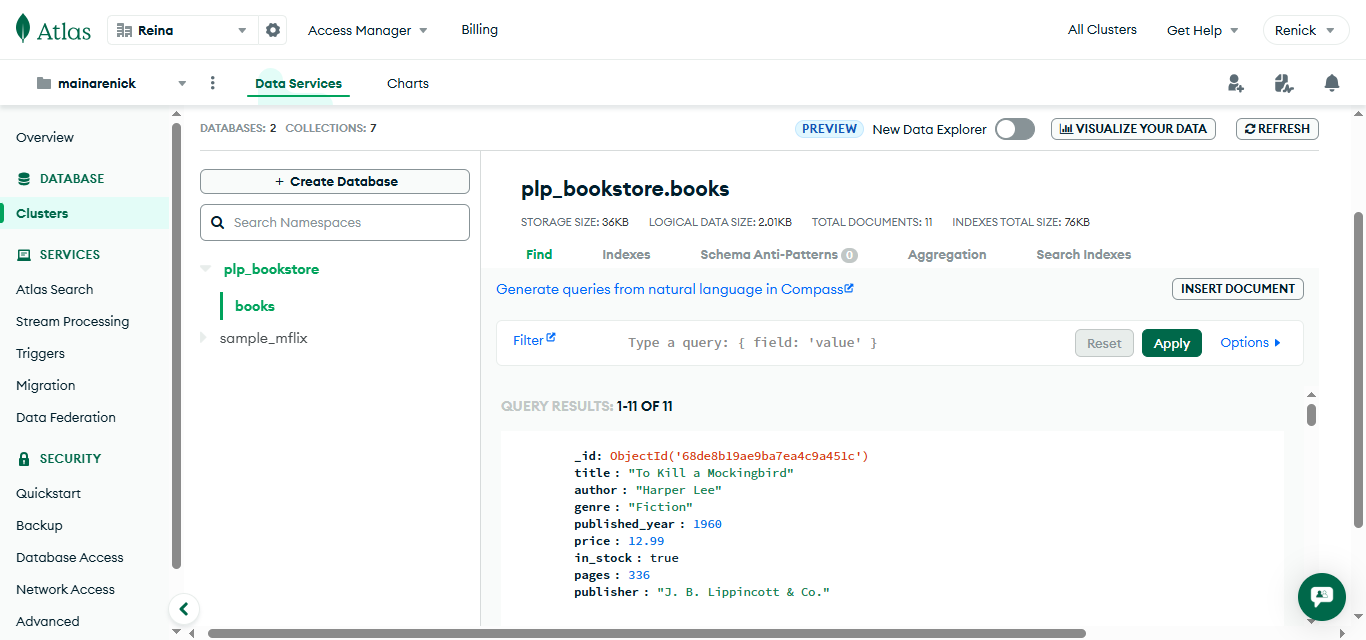 Atlas
Reina
Access Manager
Billing
All Clusters
Get Help
Renick
mainarenick
Data Services
Charts
Overview
DATABASE
Clusters
SERVICES
Atlas Search
Stream Processing
Triggers
Migration
Data Federation
SECURITY
Quickstart
Backup
Database Access
Network Access
Advanced
DATABASES: 2 COLLECTIONS: 7
PREVIEW New Data Explorer
VISUALIZE YOUR DATA
REFRESH
+ Create Database
Search Namespaces
plp_bookstore
books
sample_mflix
plp_bookstore.books
STORAGE SIZE: 36KB LOGICAL DATA SIZE: 2.01KB TOTAL DOCUMENTS: 11 INDEXES TOTAL SIZE: 76KB
Find Indexes Schema Anti-Patterns 0 Aggregation Search Indexes
Generate queries from natural language in Compass
INSERT DOCUMENT
Filter
Type a query: { field: 'value' }
Reset
Apply
Options
QUERY RESULTS: 1-11 OF 11
_id: ObjectId('68de8b19ae9ba7ea4c9a451c')
title : "To Kill a Mockingbird"
author : "Harper Lee"
genre : "Fiction"
published_year : 1960
price : 12.99
in_stock : true
pages : 336
publisher : "J. B. Lippincott & Co."